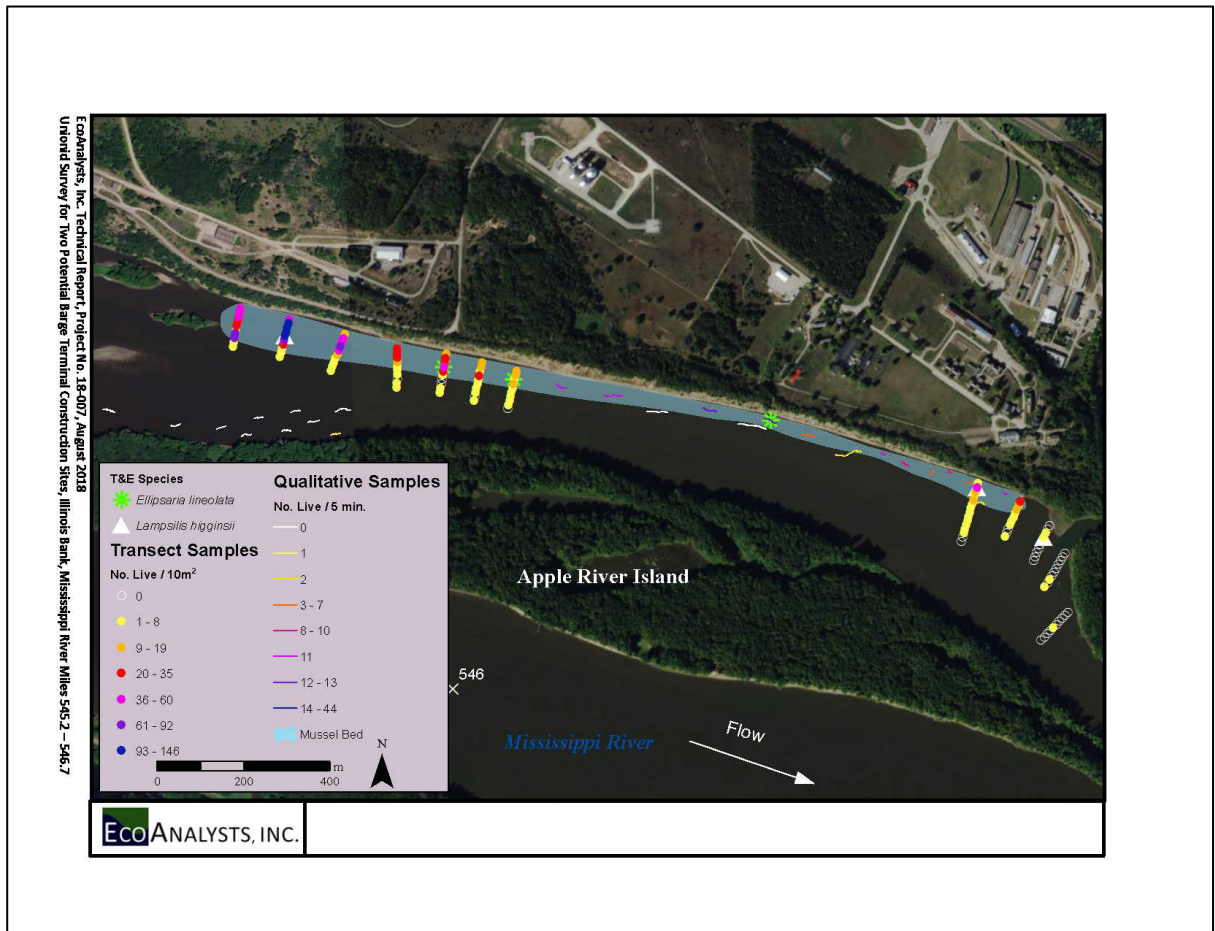 EcoAnalysts, Inc. Technical Report, Project No. 18-007, August 2018
Unionid Survey for Two Potential Barge Terminal Construction Sites, Illinois Bank, Mississippi River Miles 545.2 – 546.7
T&E Species
Ellipsaria lineolata
Lampsilis higginsii
Transect Samples
No. Live / 10m²
0
1 - 8
9 - 19
20 - 35
36 - 60
61 - 92
93 - 146
Qualitative Samples
No. Live / 5 min.
0
1
2
3 - 7
8 - 10
11
12 - 13
14 - 44
Mussel Bed
N
m
0 200 400
Apple River Island
546
Mississippi River
Flow
ECOANALYSTS, INC.